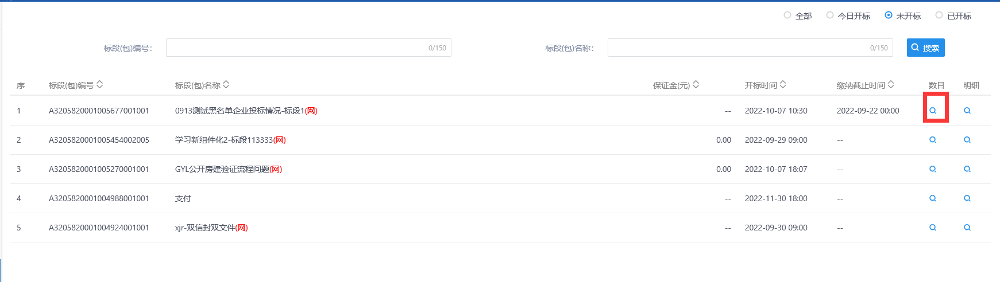 全部 今日开标 未开标 已开标
标段(包)编号： 0/150 标段(包)名称： 0/150 搜索
序 标段(包)编号 标段(包)名称 保证金(元) 开标时间 缴纳截止时间 数目 明细
1 A3205820001005677001001 0913测试黑名单企业投标情况-标段1(网) -- 2022-10-07 10:30 2022-09-22 00:00
2 A3205820001005454002005 学习新组件化2-标段113333(网) 0.00 2022-09-29 09:00 --
3 A3205820001005270001001 GYL公开房建验证流程问题(网) 0.00 2022-10-07 18:07 --
4 A3205820001004988001001 支付 -- 2022-11-30 18:00 --
5 A3205820001004924001001 xjr-双信封双文件(网) -- 2022-09-30 09:00 --